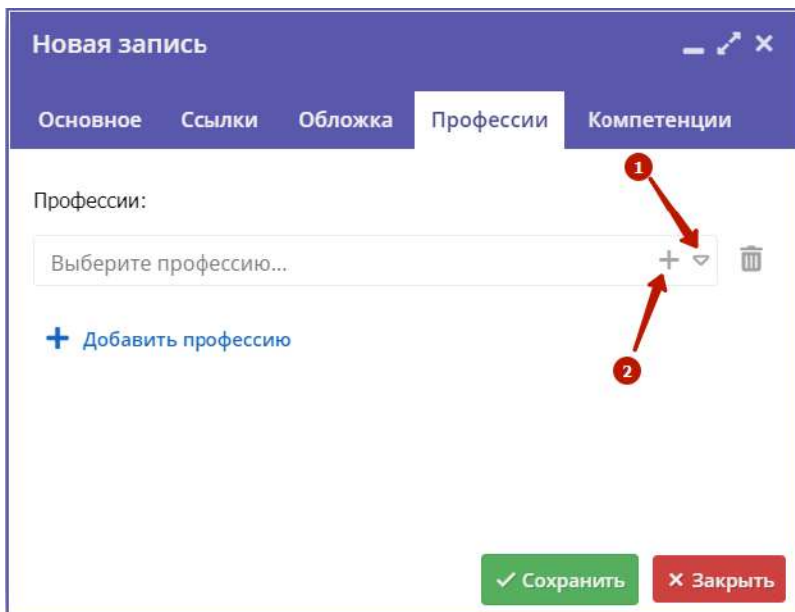 Новая запись
Основное Ссылки Обложка Профессии Компетенции
1
Профессии:
Выберите профессию...
Добавить профессию
2
Сохранить Закрыть